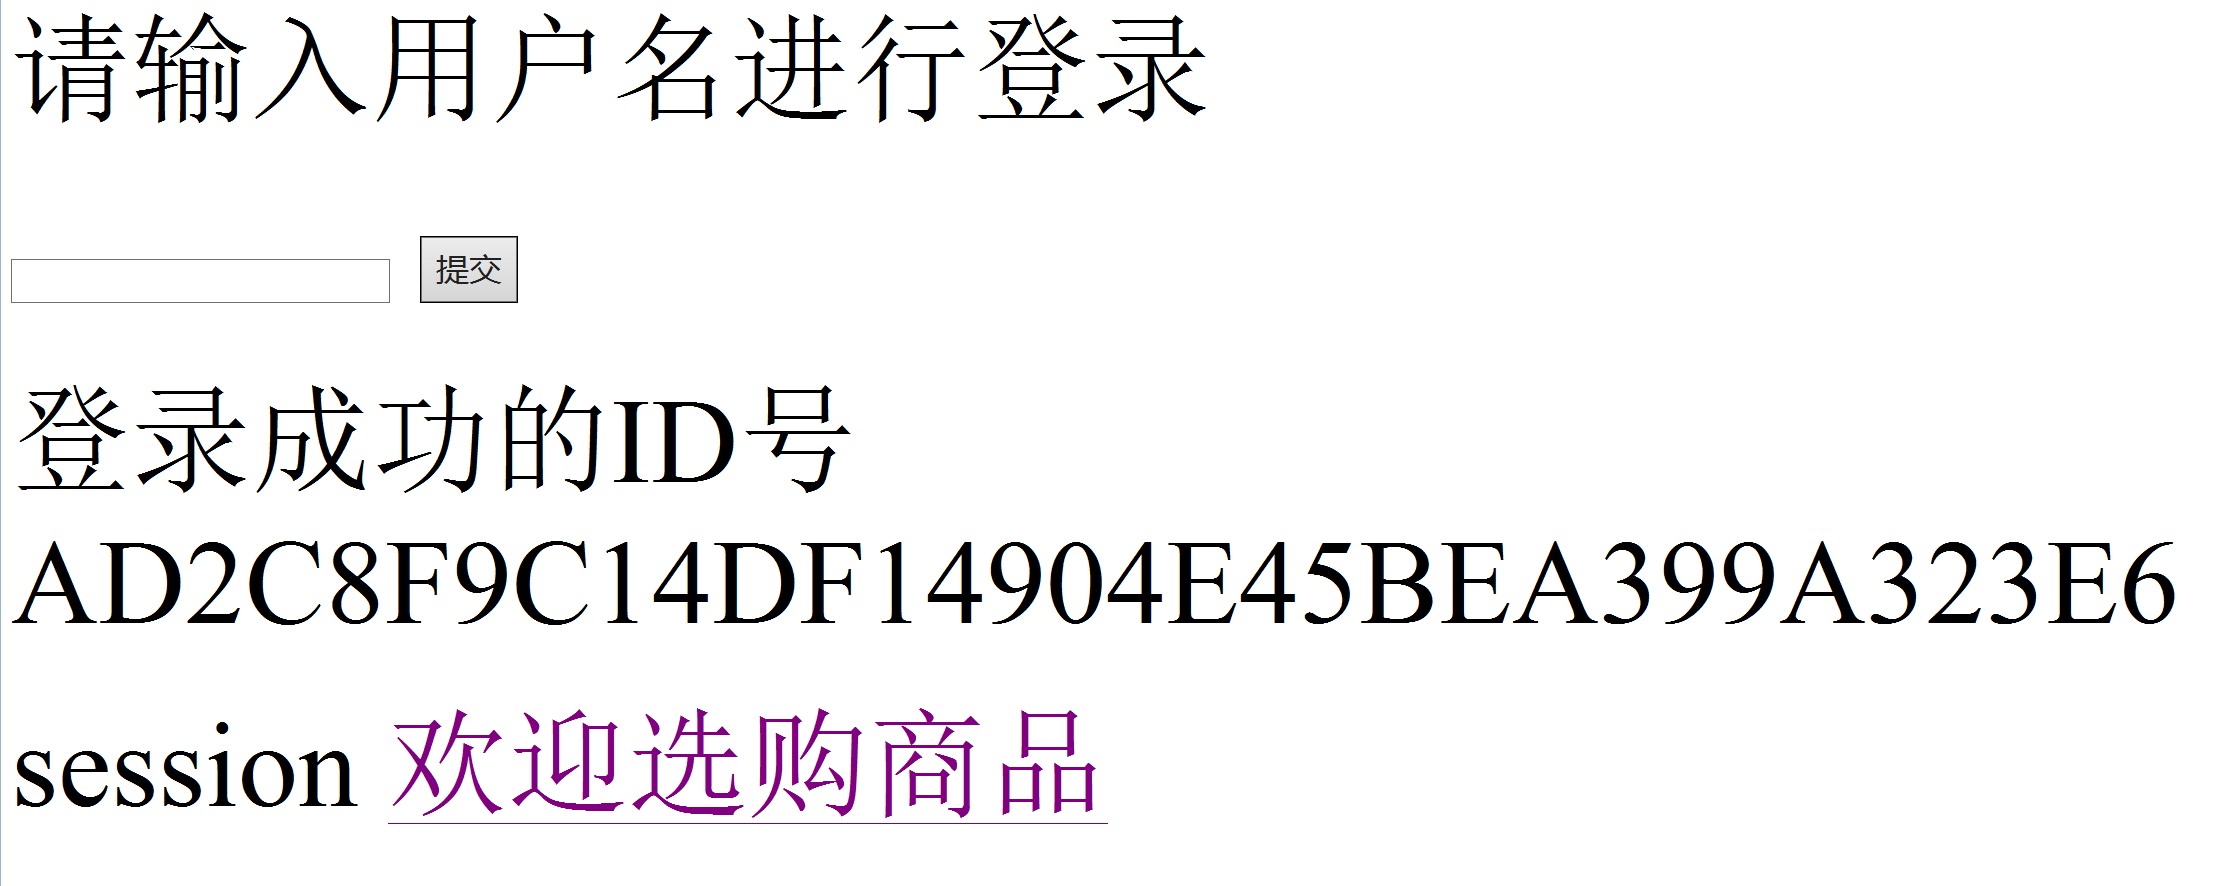 请输入用户名进行登录
提交
登录成功的ID号
AD2C8F9C14DF14904E45BEA399A323E6
session 欢迎选购商品